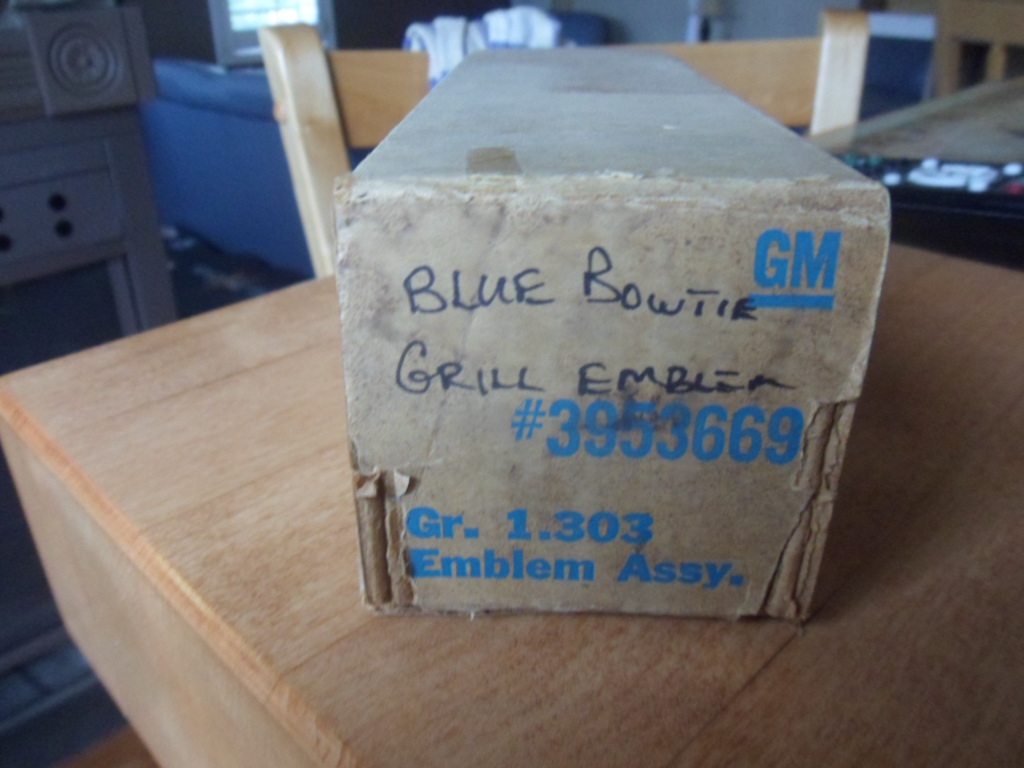 GM
BLUE BOWTIE
GRILL EMBLEM
#3953669
Gr. 1.303
Emblem Assy.